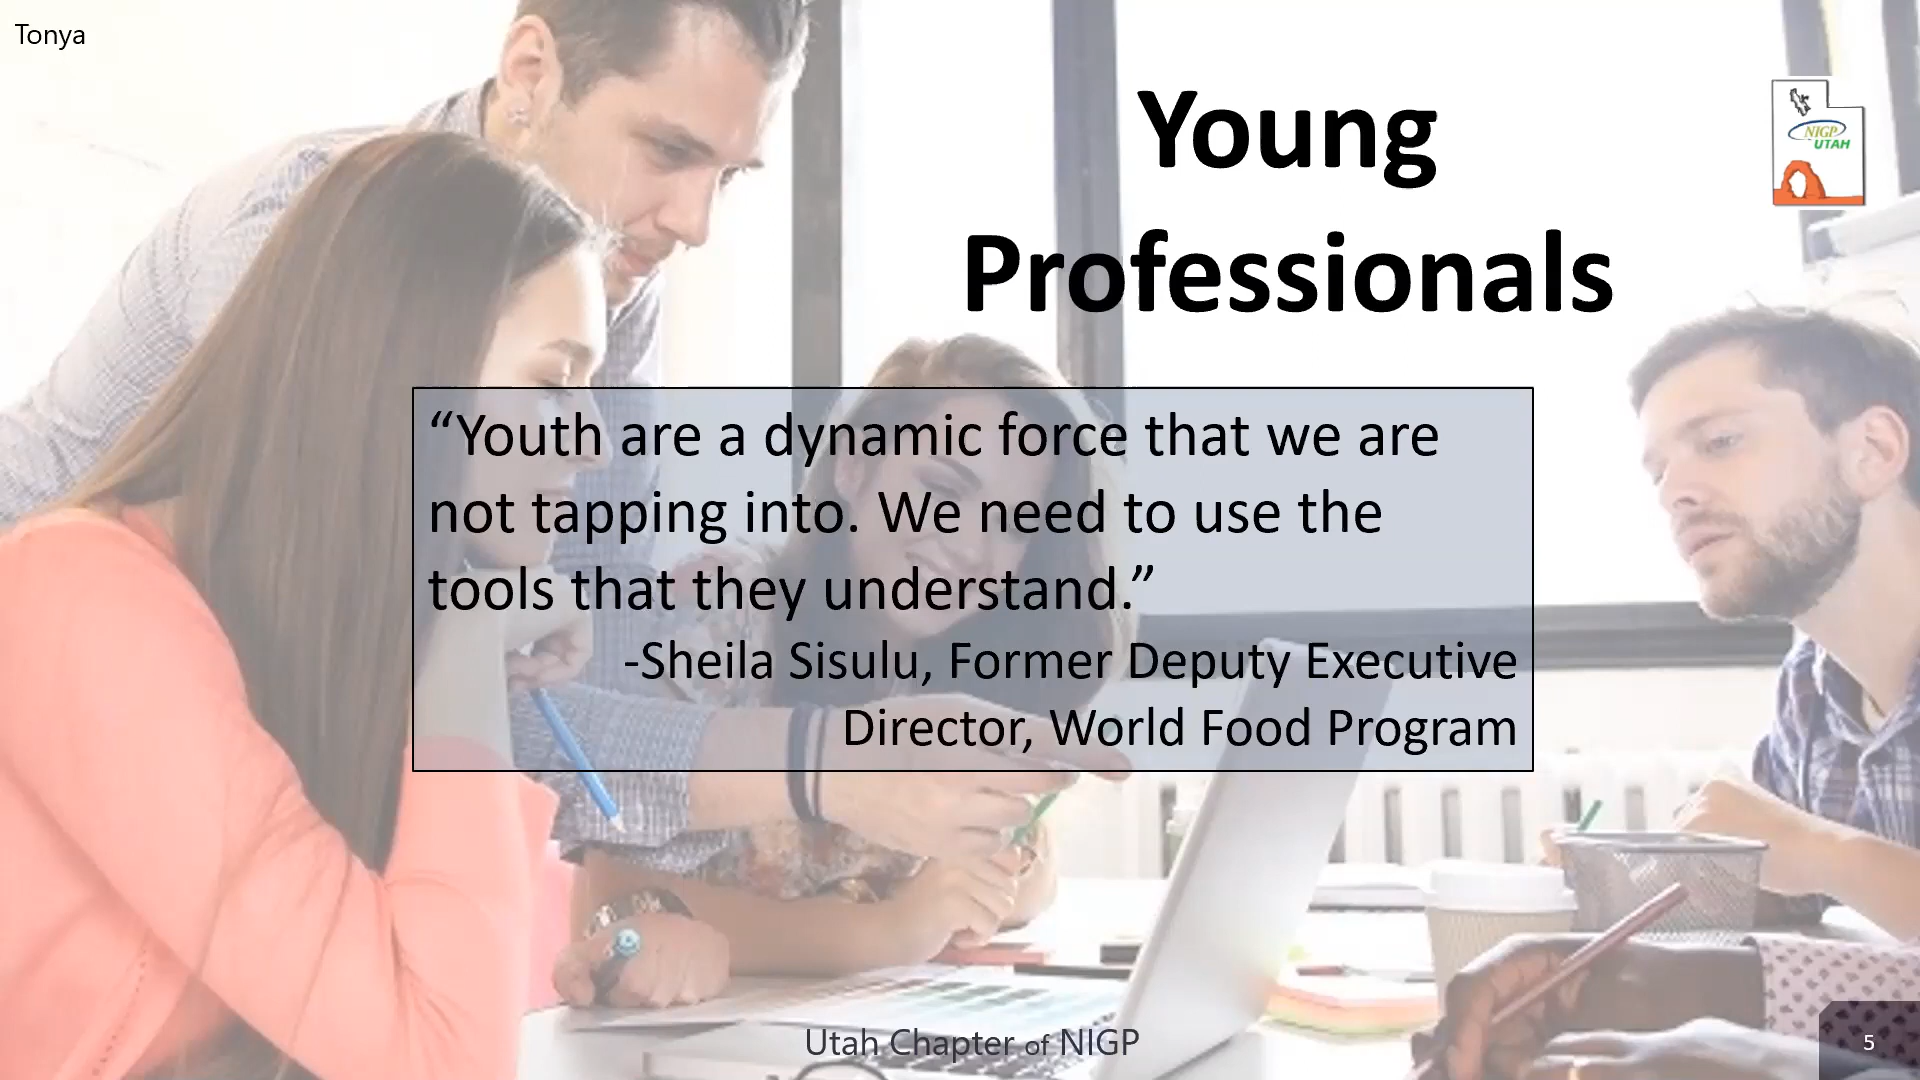 Tonya
Young
Professionals
NIGP
UTAH
“Youth are a dynamic force that we are
not tapping into. We need to use the
tools that they understand.”
-Sheila Sisulu, Former Deputy Executive
Director, World Food Program
Utah Chapter of NIGP
5